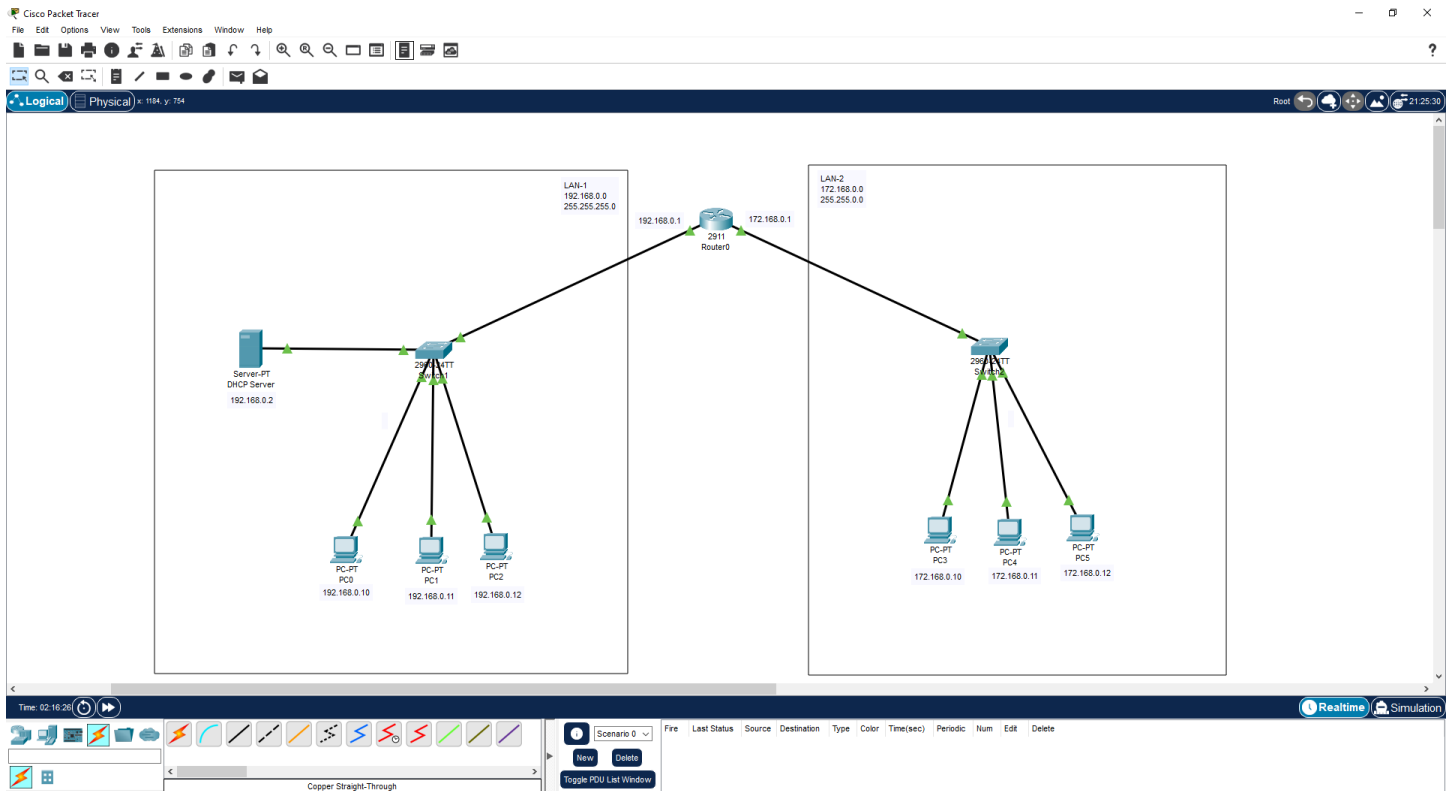 Cisco Packet Tracer
File Edit Options View Tools Extensions Window Help
?
Logical Physical x: 1184, y: 754 Root 21:25:30
LAN-1
192.168.0.0
255.255.255.0
192.168.0.1
2911
Router0
172.168.0.1
LAN-2
172.168.0.0
255.255.0.0
Server-PT
DHCP Server
192.168.0.2
2960-24TT
Switch1
2960-24TT
Switch2
PC-PT
PC0
192.168.0.10
PC-PT
PC1
192.168.0.11
PC-PT
PC2
192.168.0.12
PC-PT
PC3
172.168.0.10
PC-PT
PC4
172.168.0.11
PC-PT
PC5
172.168.0.12
Time: 02:16:26 Realtime Simulation
Scenario 0
New Delete
Toggle PDU List Window
Fire Last Status Source Destination Type Color Time(sec) Periodic Num Edit Delete
Copper Straight-Through